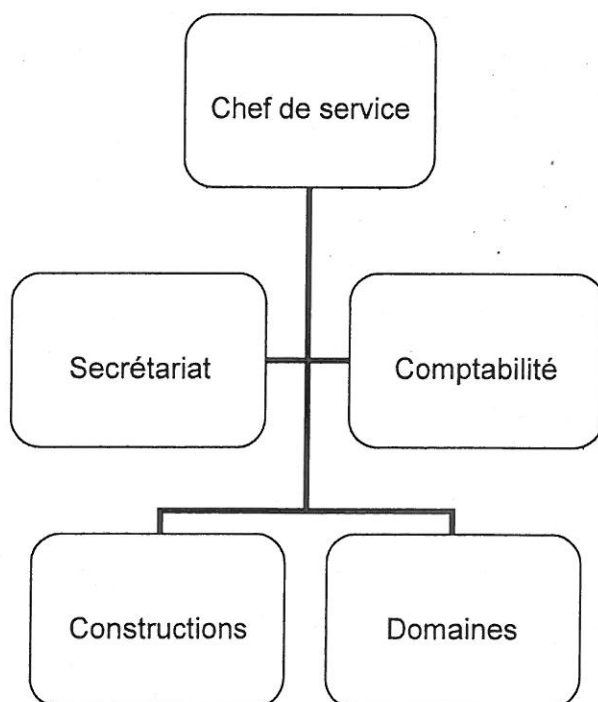 Chef de service
Secrétariat
Comptabilité
Constructions
Domaines